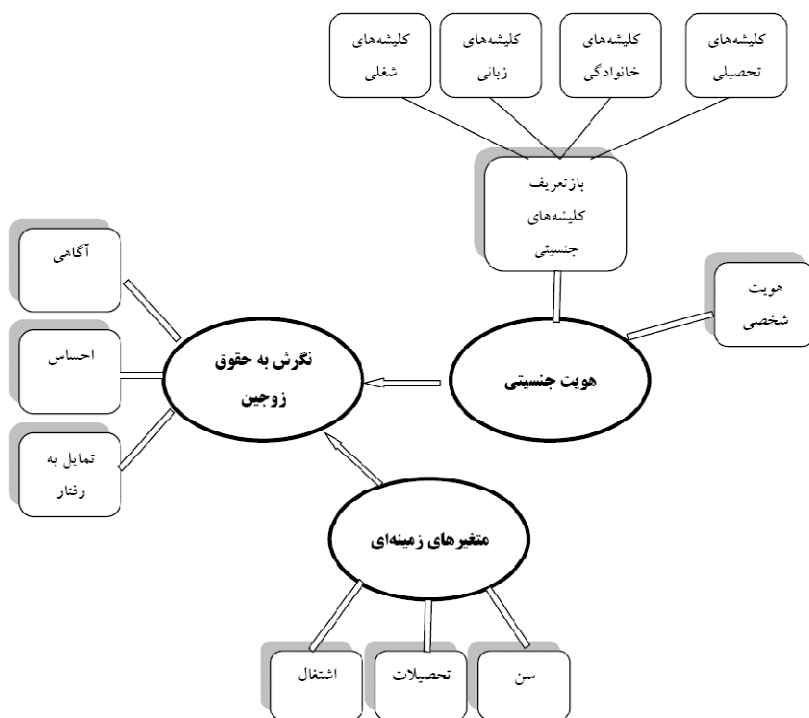 کلیشه‌های
تحصیلی
کلیشه‌های
خانوادگی
کلیشه‌های
زبانی
کلیشه‌های
شغلی
بازتعریف
کلیشه‌های
جنسیتی
هویت
شخصی
هویت جنسیتی
نگرش به حقوق
زوجین
آگاهی
احساس
تمایل به
رفتار
متغیرهای زمینه‌ای
سن
تحصیلات
اشتغال